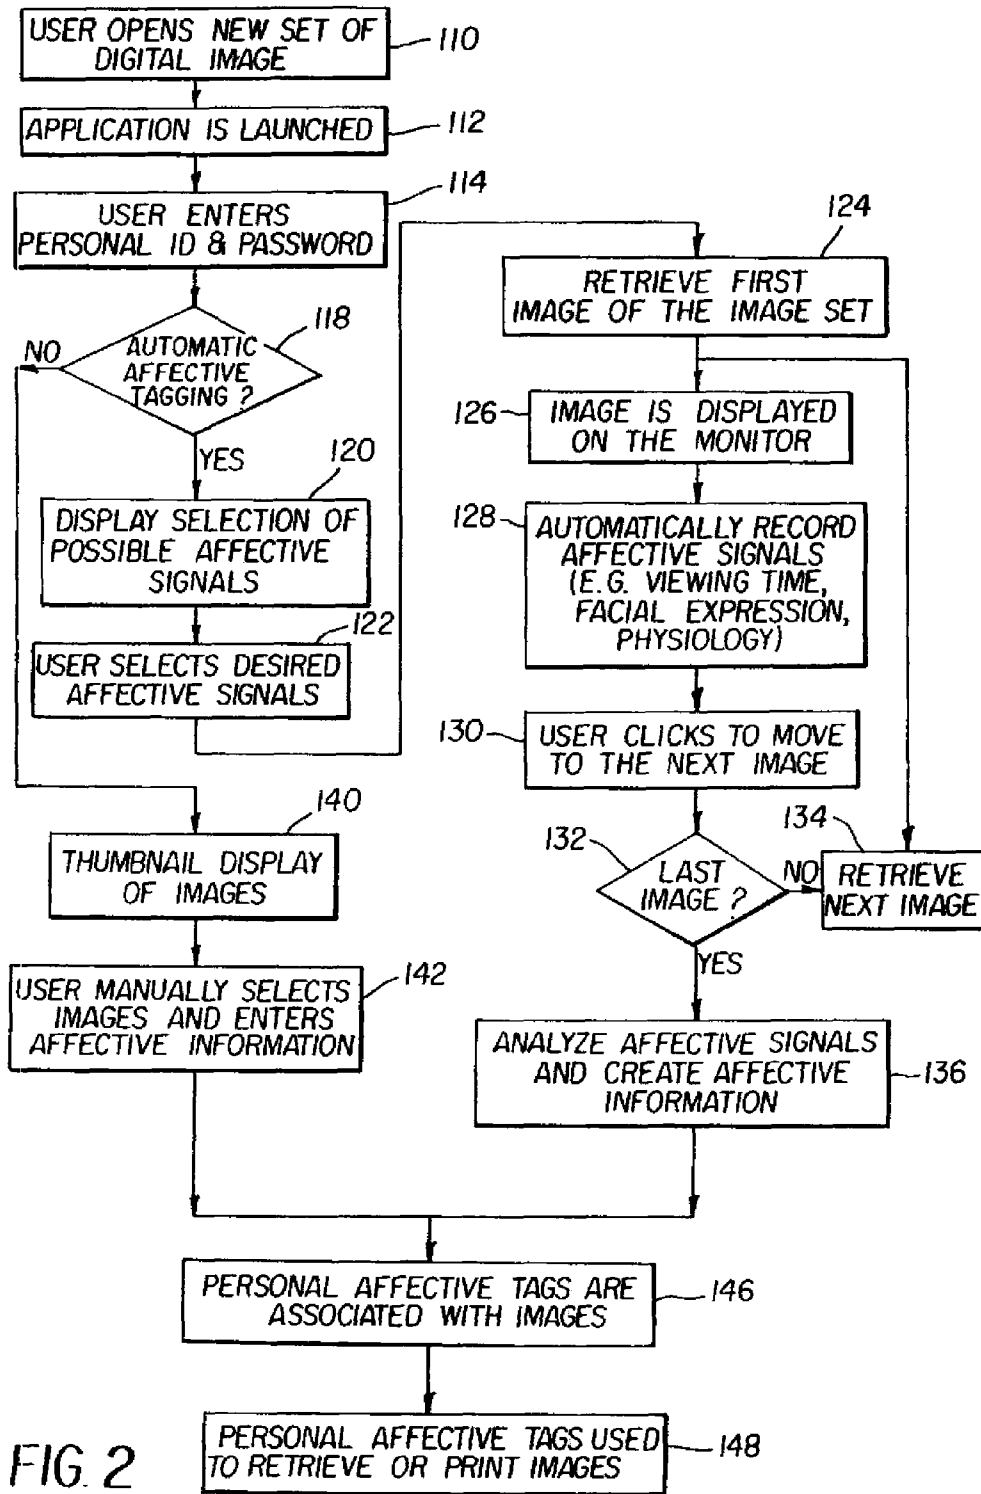 USER OPENS NEW SET OF
DIGITAL IMAGE
110
APPLICATION IS LAUNCHED
112
USER ENTERS
PERSONAL ID & PASSWORD
114
AUTOMATIC
AFFECTIVE
TAGGING ?
118
NO
YES
DISPLAY SELECTION OF
POSSIBLE AFFECTIVE
SIGNALS
120
USER SELECTS DESIRED
AFFECTIVE SIGNALS
122
RETRIEVE FIRST
IMAGE OF THE IMAGE SET
124
IMAGE IS DISPLAYED
ON THE MONITOR
126
AUTOMATICALLY RECORD
AFFECTIVE SIGNALS
(E.G. VIEWING TIME,
FACIAL EXPRESSION,
PHYSIOLOGY)
128
USER CLICKS TO MOVE
TO THE NEXT IMAGE
130
LAST
IMAGE ?
132
NO
YES
RETRIEVE
NEXT IMAGE
134
ANALYZE AFFECTIVE SIGNALS
AND CREATE AFFECTIVE
INFORMATION
136
THUMBNAIL DISPLAY
OF IMAGES
140
USER MANUALLY SELECTS
IMAGES AND ENTERS
AFFECTIVE INFORMATION
142
PERSONAL AFFECTIVE TAGS ARE
ASSOCIATED WITH IMAGES
146
PERSONAL AFFECTIVE TAGS USED
TO RETRIEVE OR PRINT IMAGES
148
FIG. 2